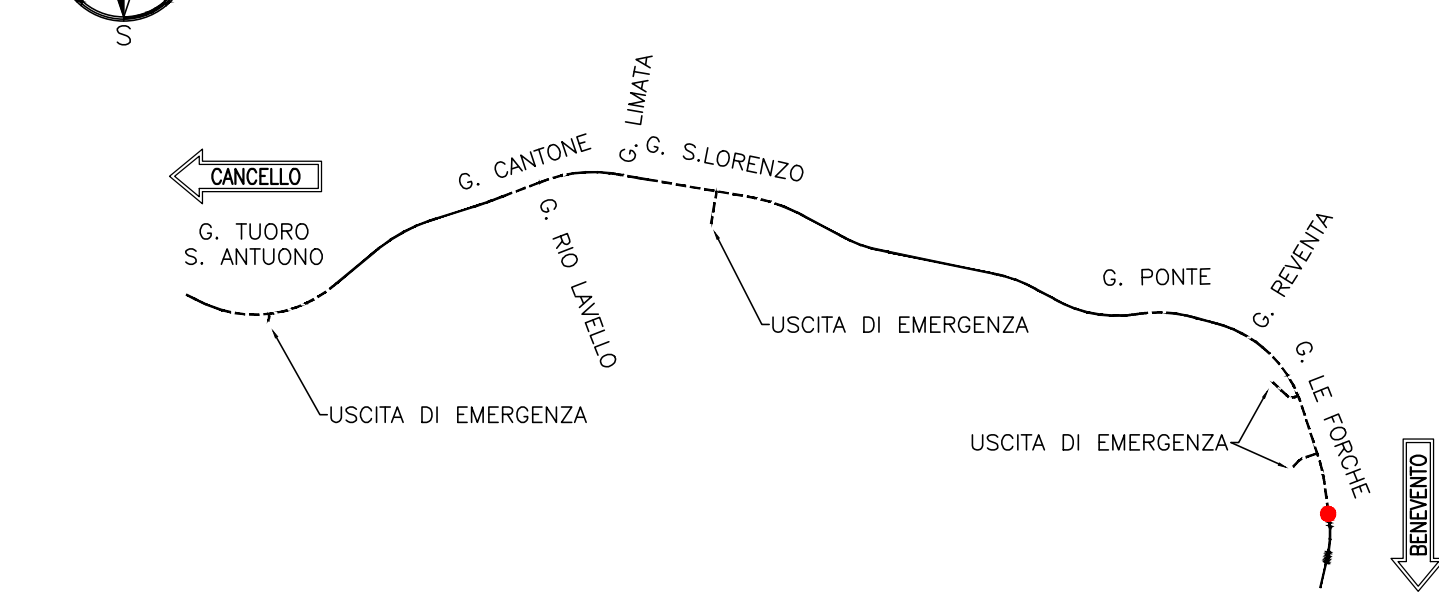 S
G. LIMATA
G. CANTONE
G. S.LORENZO
CANCELLO
G. TUORO
S. ANTUONO
G. RIO LAVELLO
G. REVENTA
G. PONTE
USCITA DI EMERGENZA
G. LE FORCHE
USCITA DI EMERGENZA
USCITA DI EMERGENZA
BENEVENTO